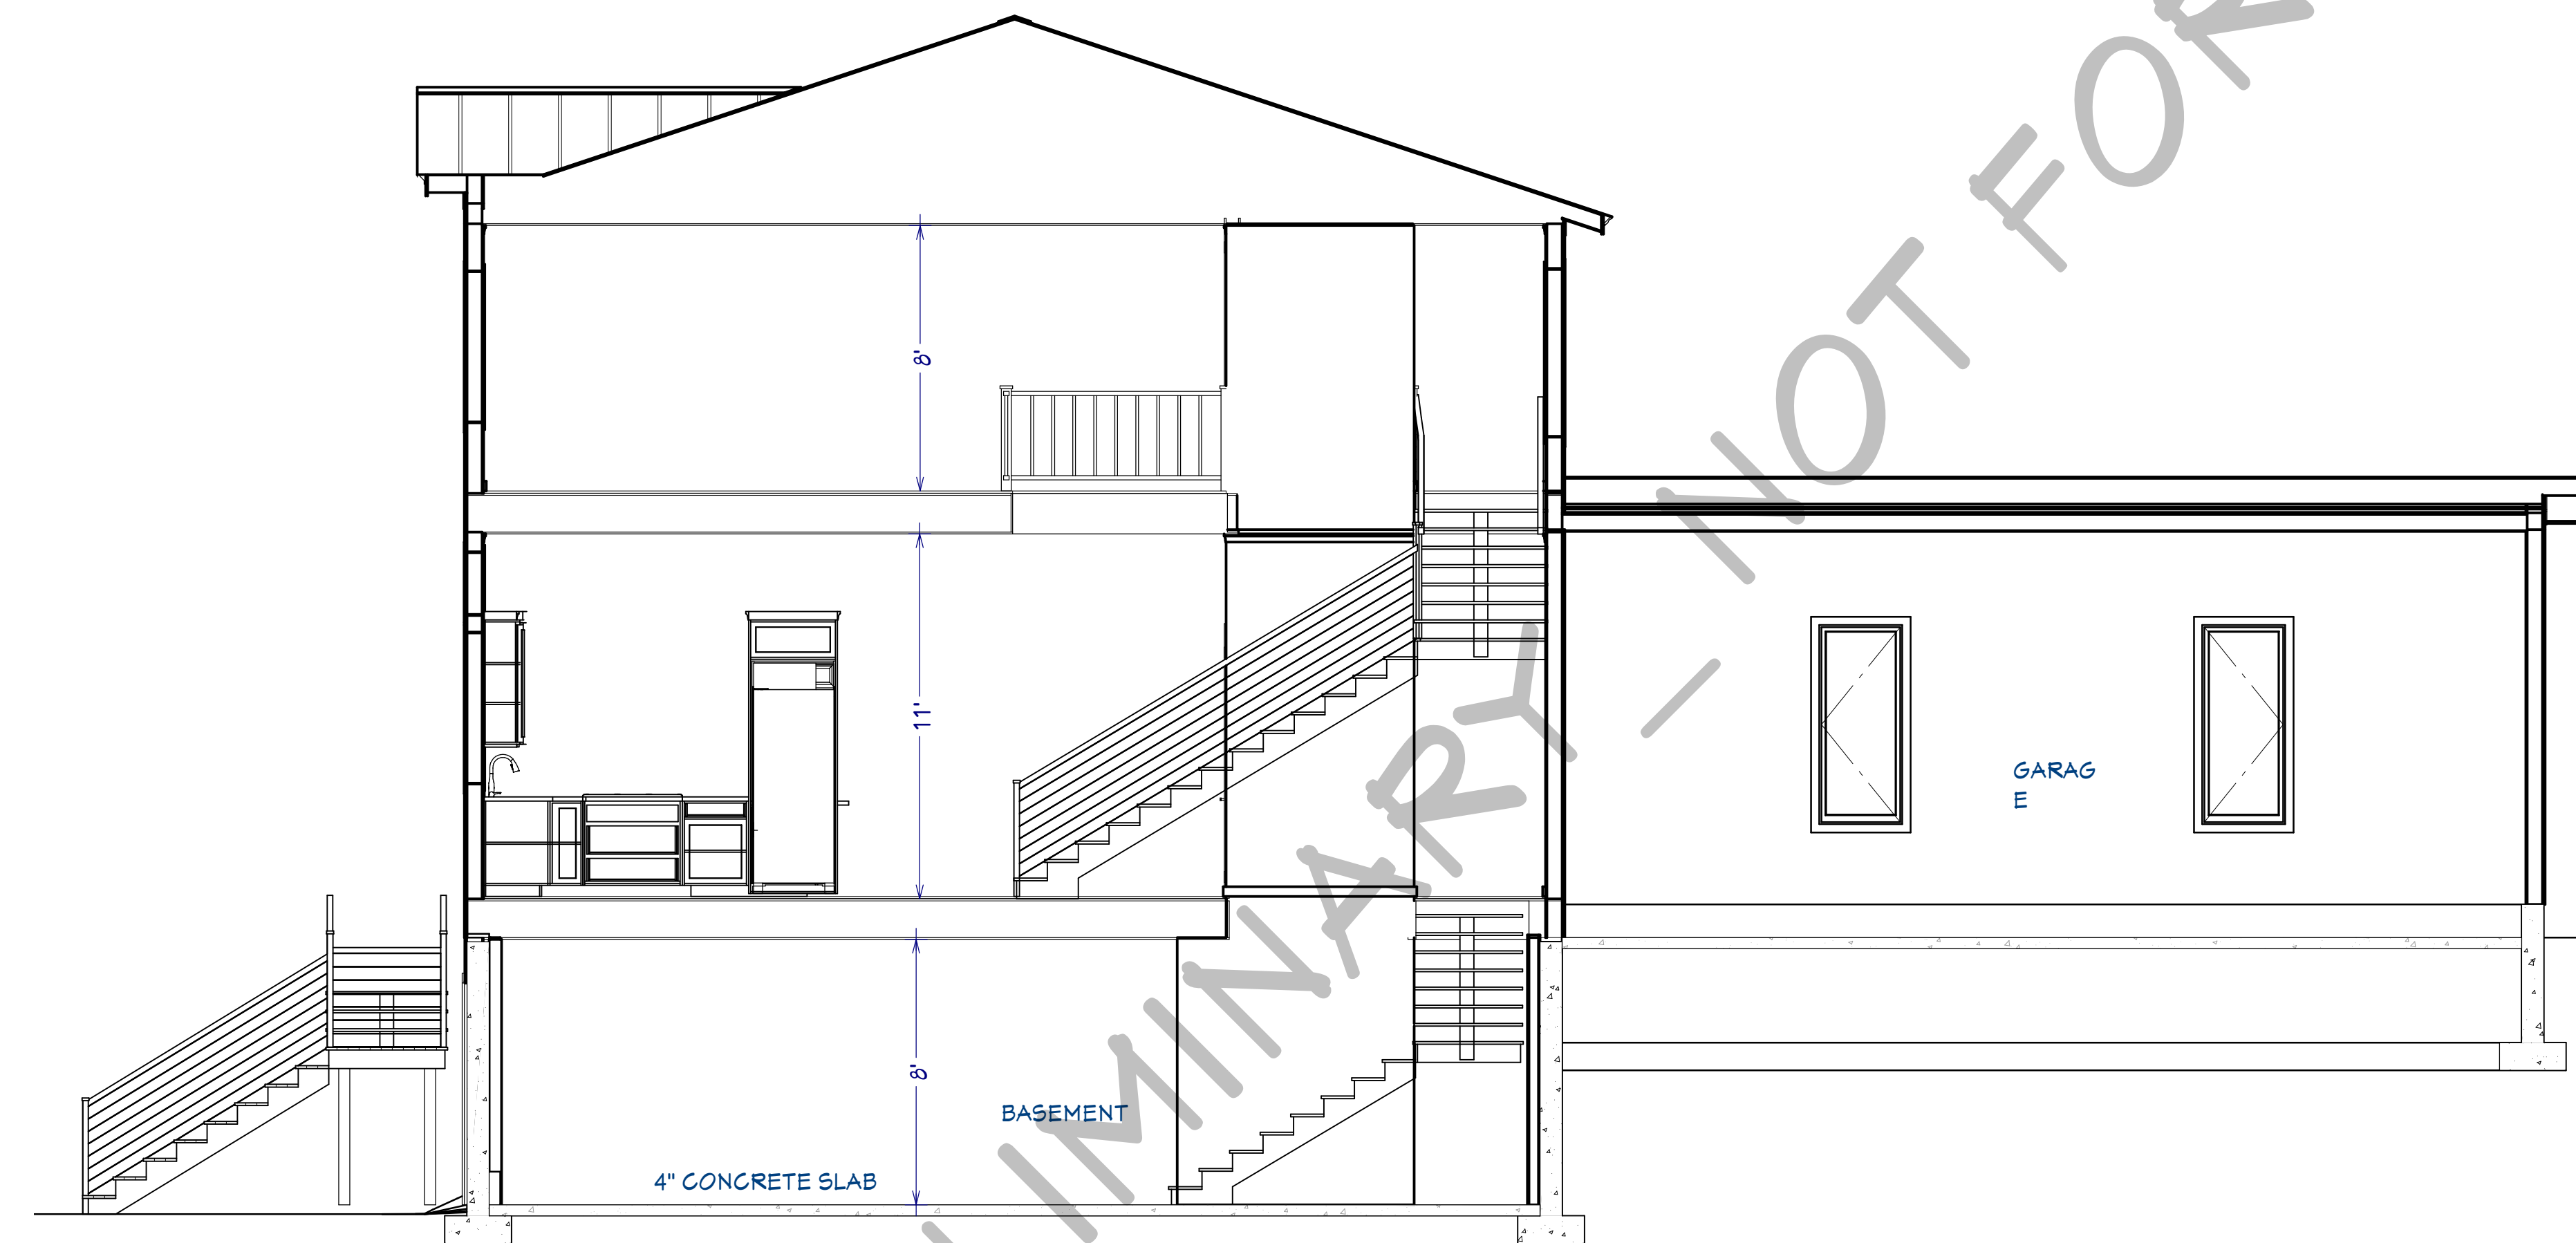 8'
11'
GARAG
E
8'
BASEMENT
4" CONCRETE SLAB
IMINARY – NOT FOR